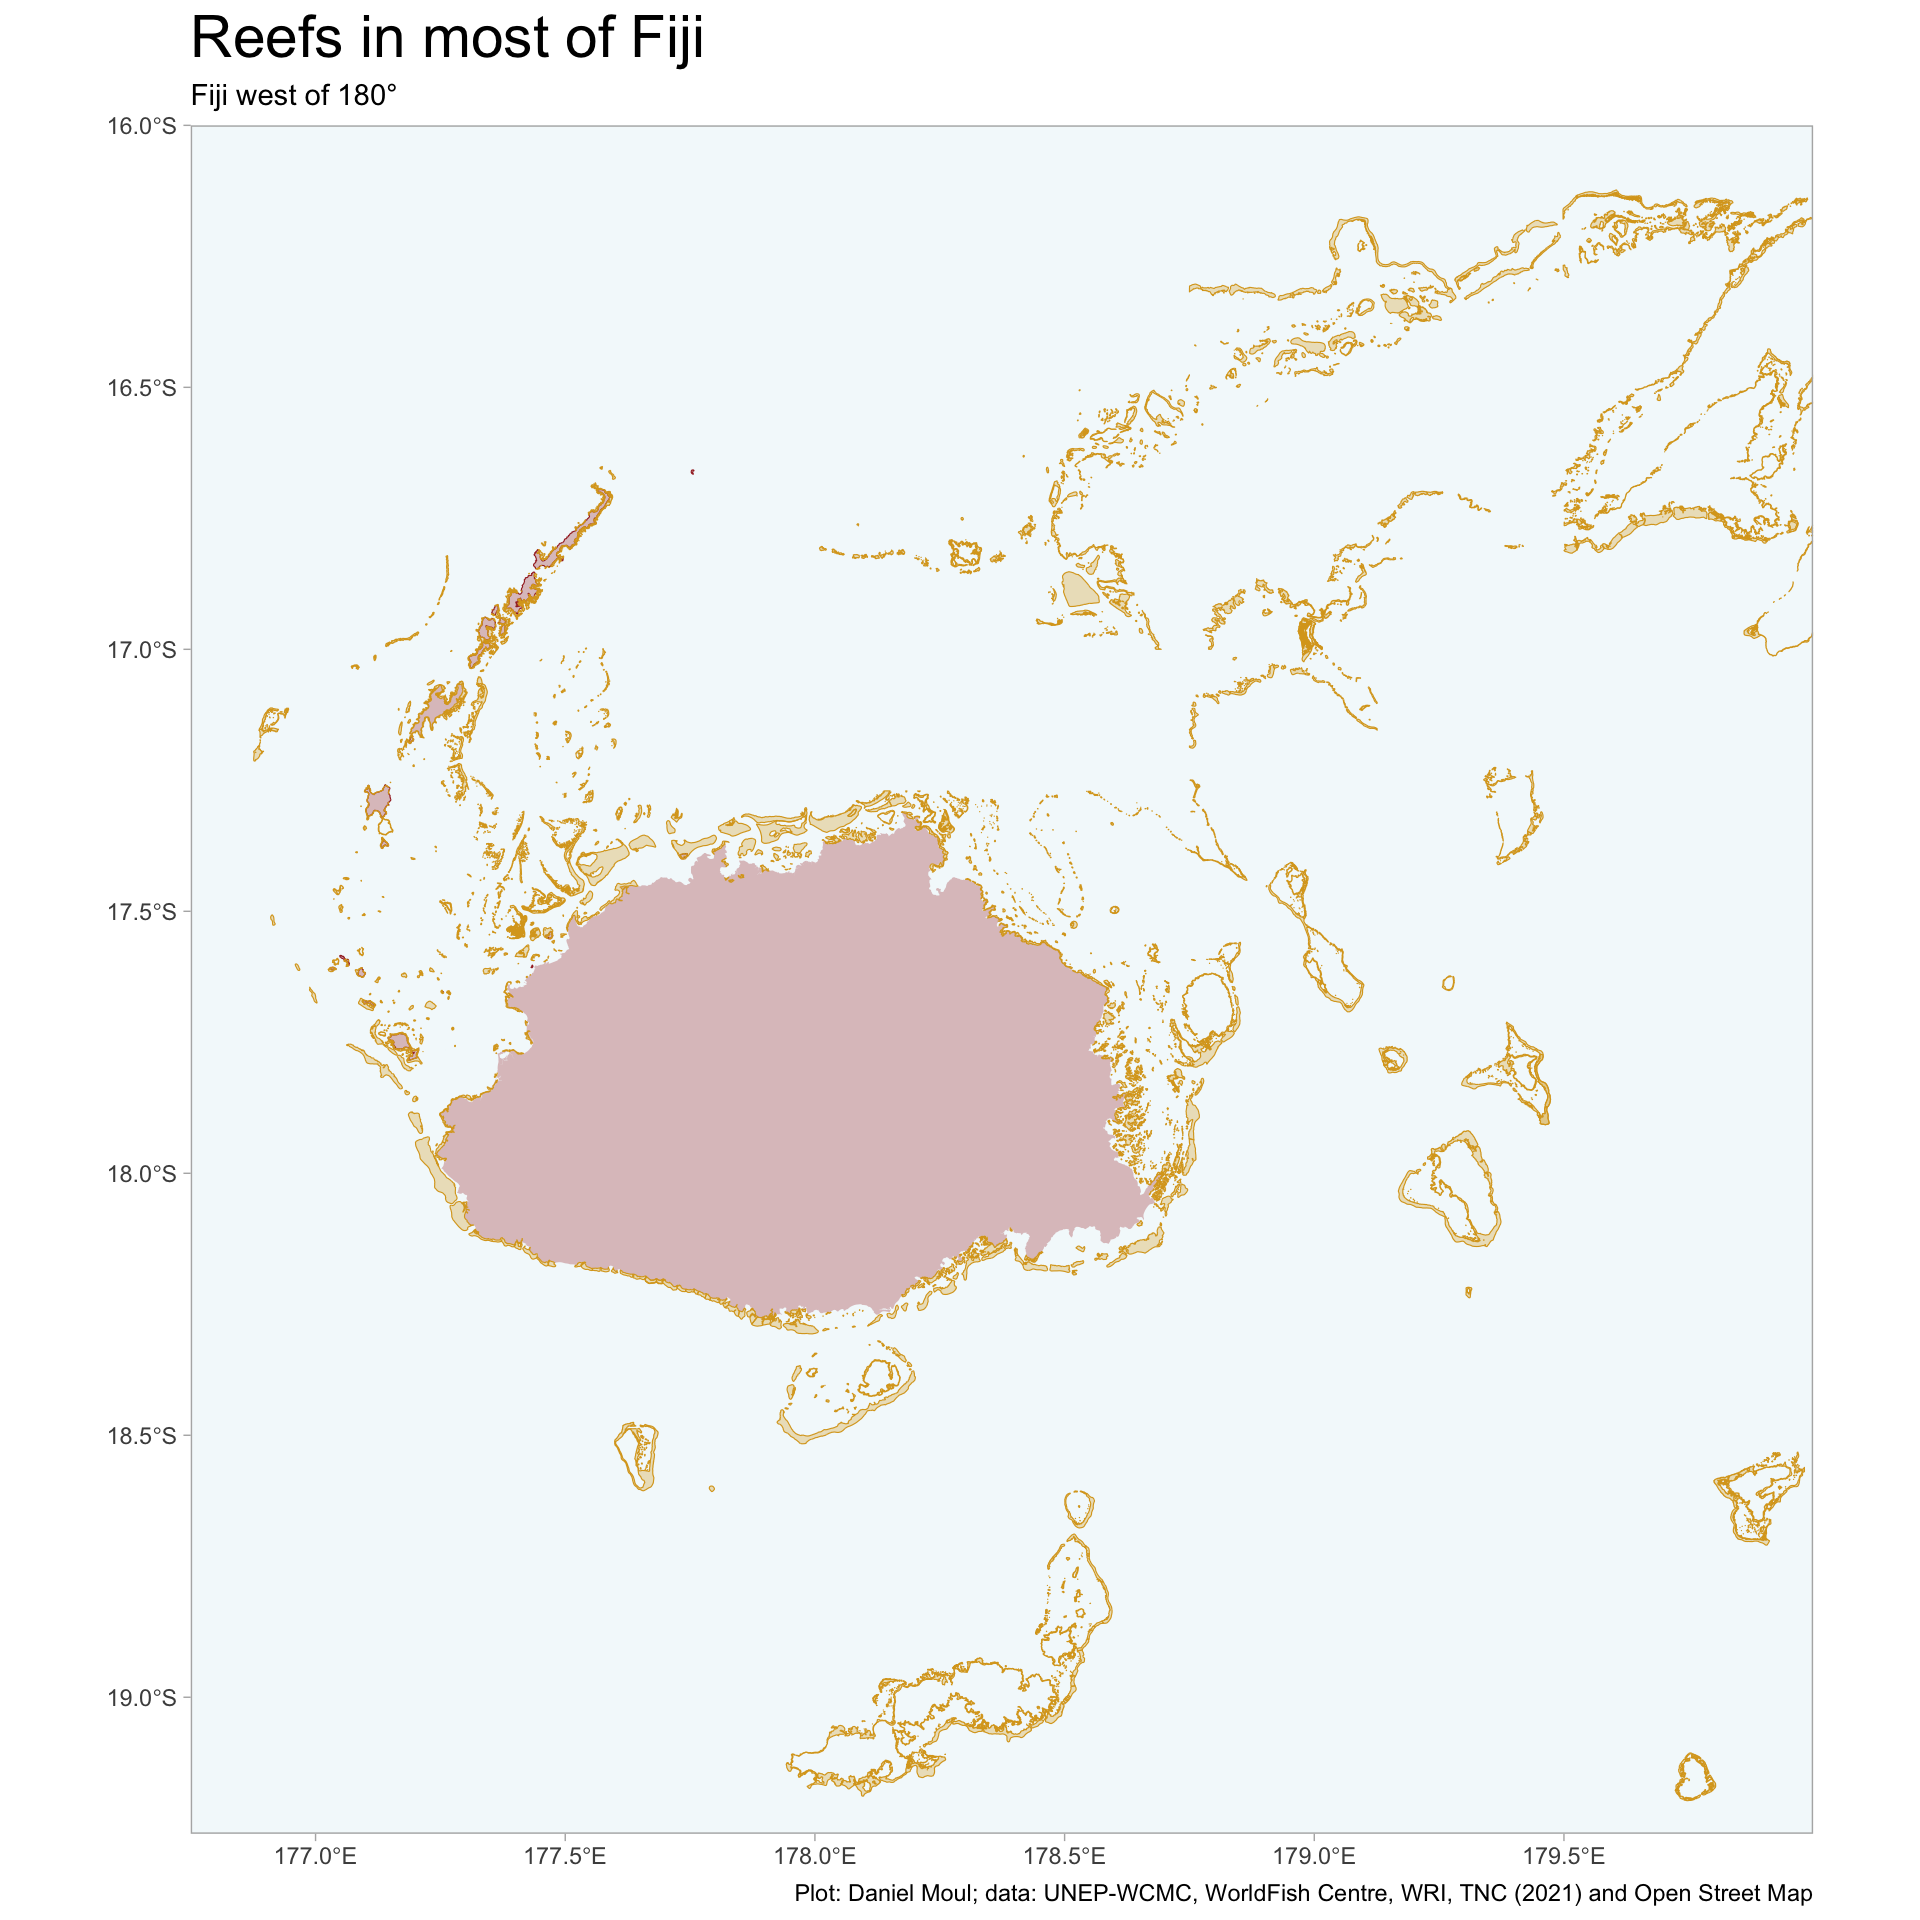 Reefs in most of Fiji
Fiji west of 180°
16.0°S
16.5°S
17.0°S
17.5°S
18.0°S
18.5°S
19.0°S
177.0°E 177.5°E 178.0°E 178.5°E 179.0°E 179.5°E
Plot: Daniel Moul; data: UNEP-WCMC, WorldFish Centre, WRI, TNC (2021) and Open Street Map